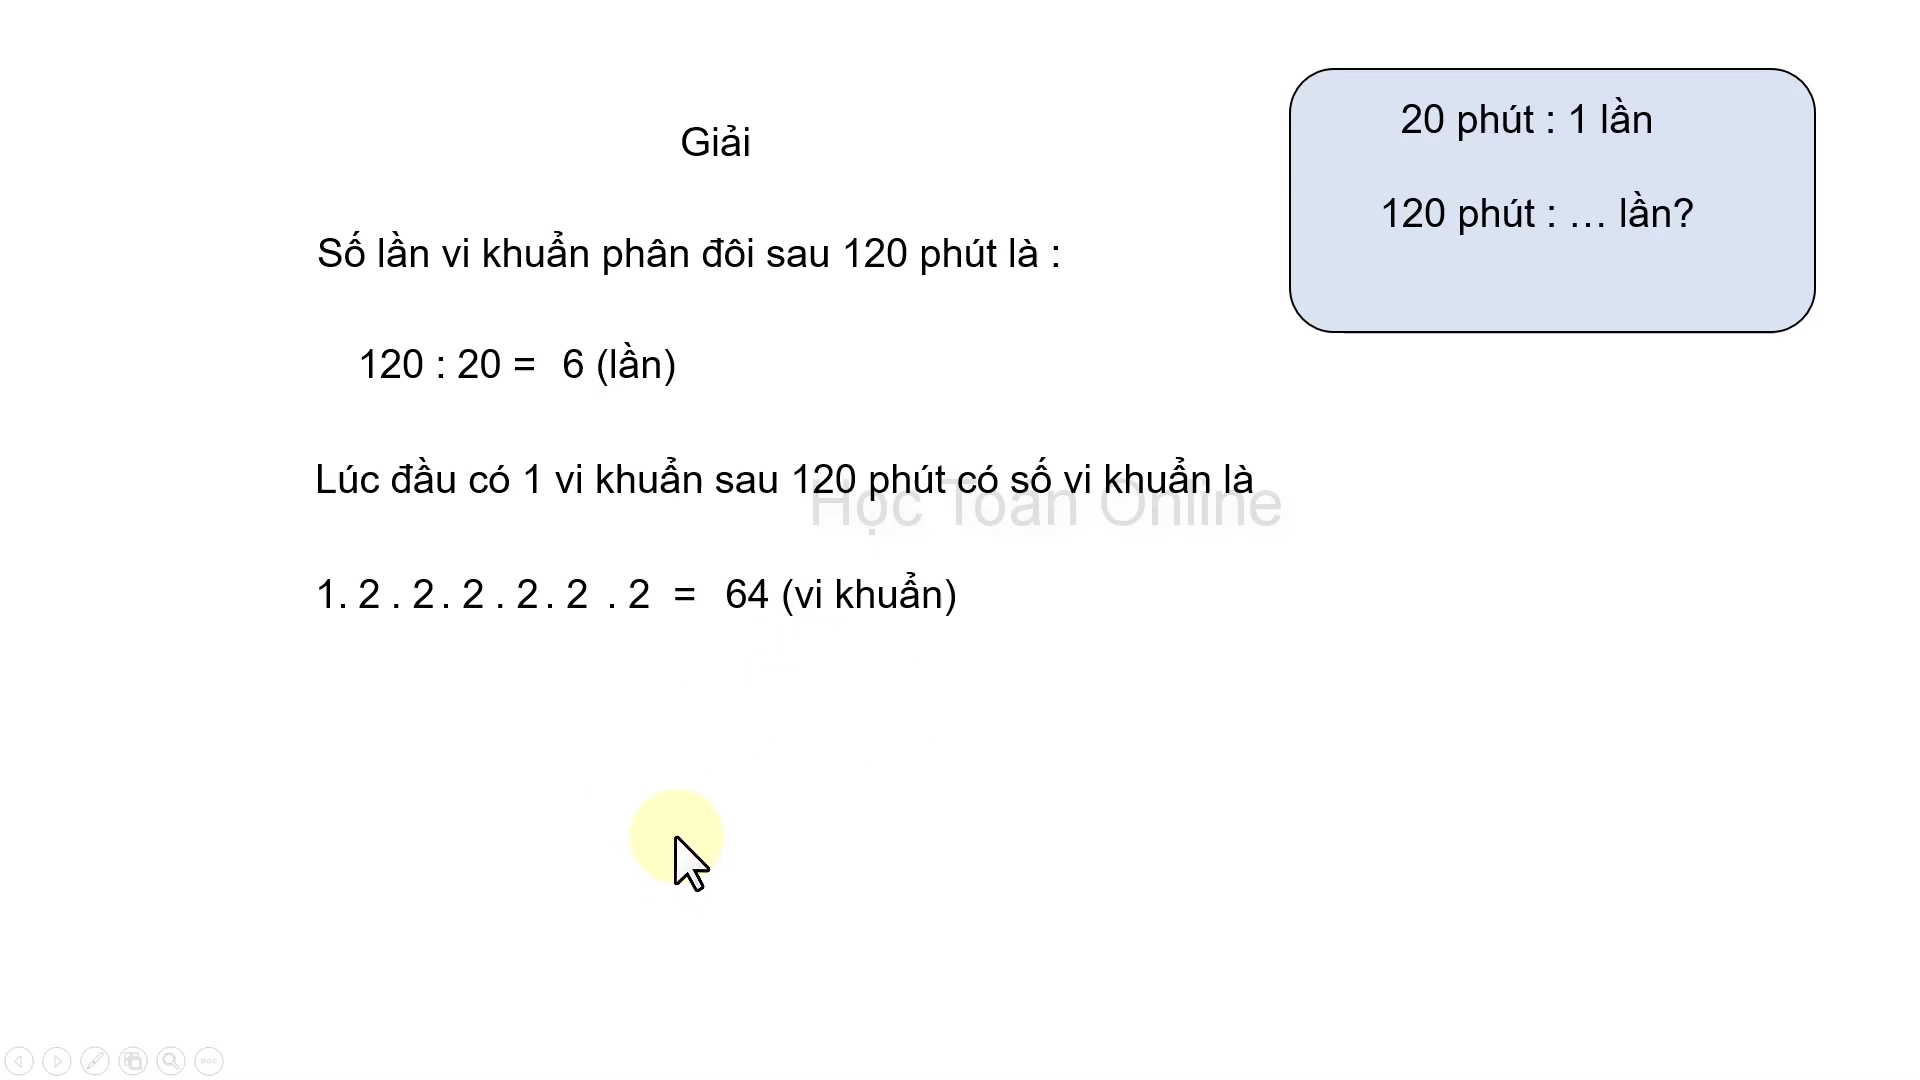 Giải
20 phút : 1 lần
120 phút : ... lần?
Số lần vi khuẩn phân đôi sau 120 phút là :
120 : 20 = 6 (lần)
Lúc đầu có 1 vi khuẩn sau 120 phút có số vi khuẩn là
Học Toán Online
1. 2 . 2 . 2 . 2 . 2 . 2 = 64 (vi khuẩn)